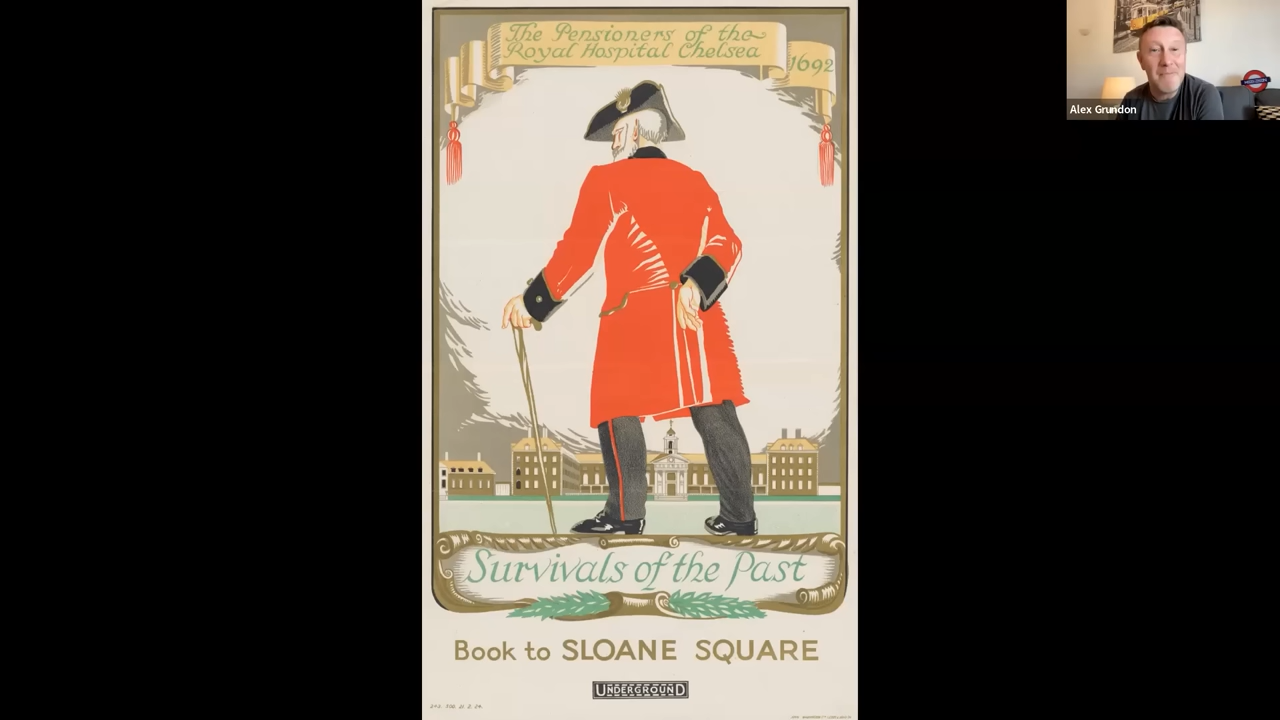 The Pensioners of the
Royal Hospital Chelsea
1692
Alex Grundon
Survivals of the Past
Book to SLOANE SQUARE
UNDERGROUND